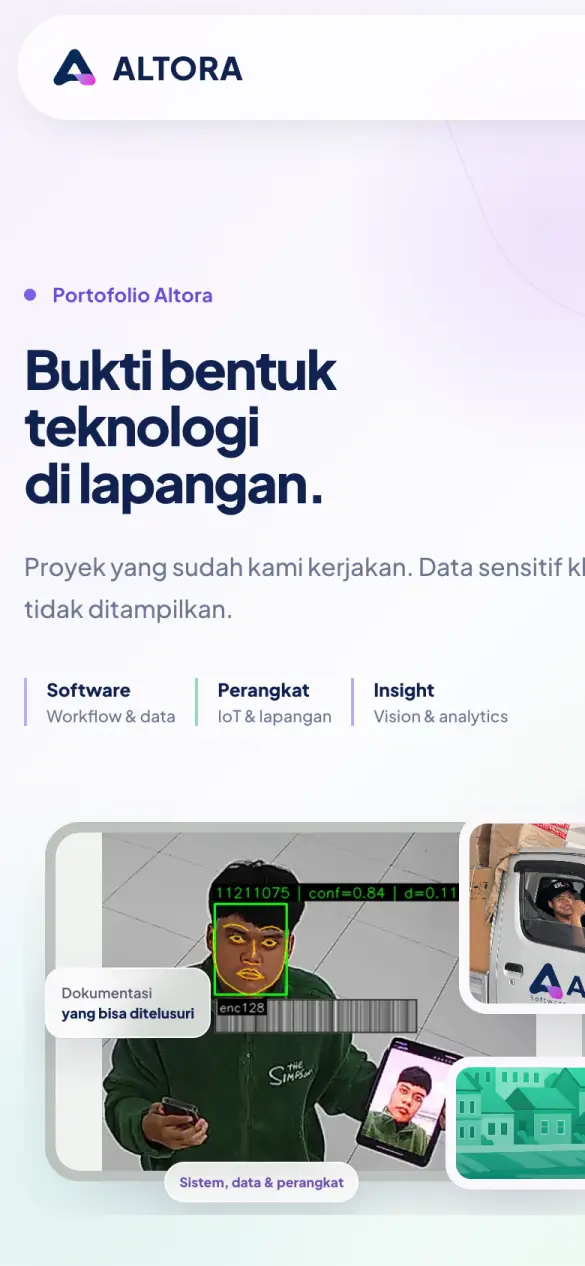 ALTORA
Portofolio Altora
Bukti bentuk
teknologi
di lapangan.
Proyek yang sudah kami kerjakan. Data sensitif
tidak ditampilkan.
Software
Workflow & data
Perangkat
IoT & lapangan
Insight
Vision & analytics
11211075 | conf=0.84 | d=0.11
enc128
Dokumentasi
yang bisa ditelusuri
THE
SIMPSO
A
Sistem, data & perangkat